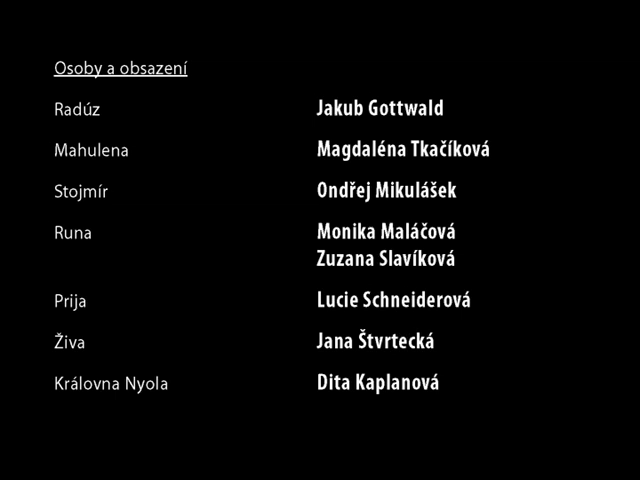 Osoby a obsazení
Radúz Jakub Gottwald
Mahulena Magdaléna Tkačíková
Stojmír Ondřej Mikulášek
Runa Monika Maláčová
Zuzana Slavíková
Prija Lucie Schneiderová
Živa Jana Štvrtecká
Královna Nyola Dita Kaplanová